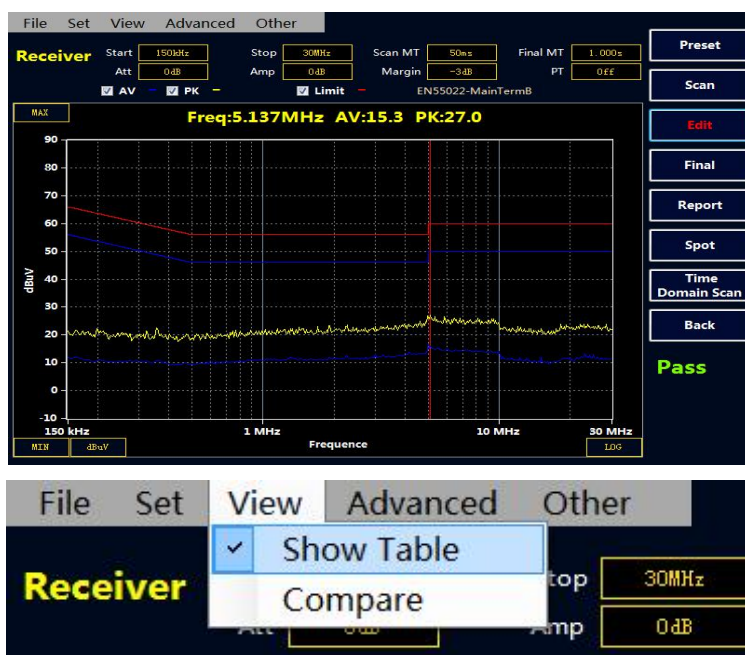 File Set View Advanced Other
Receiver Start 150kHz Stop 30MHz Scan MT 50ms Final MT 1.000s
Att 0dB Amp 0dB Margin -3dB PT Off
AV PK Limit EN55022-MainTermB
MAX
Freq:5.137MHz AV:15.3 PK:27.0
90
80
70
60
50
40
30
20
10
0
-10
dBuV
150 kHz 1 MHz 10 MHz 30 MHz
MIN dBuV Frequence LOG
Preset
Scan
Edit
Final
Report
Spot
Time
Domain Scan
Back
Pass
File Set View Advanced Other
Show Table
Receiver top 30MHz
Compare
Att 0dB Amp 0dB